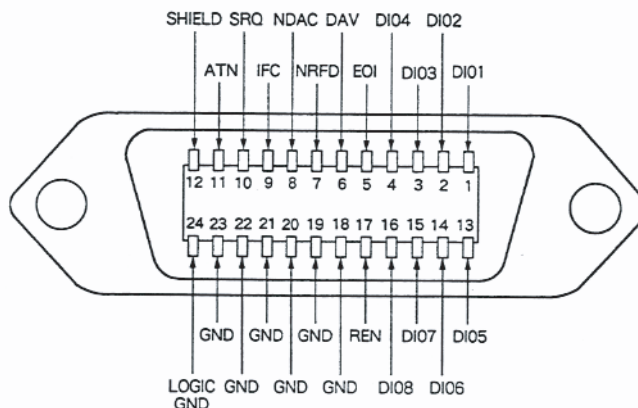 SHIELD SRQ NDAC DAV DI04 DI02
ATN IFC NRFD EOI DI03 DI01
12 11 10 9 8 7 6 5 4 3 2 1
24 23 22 21 20 19 18 17 16 15 14 13
GND GND GND REN DI07 DI05
LOGIC GND GND GND DI08 DI06
GND